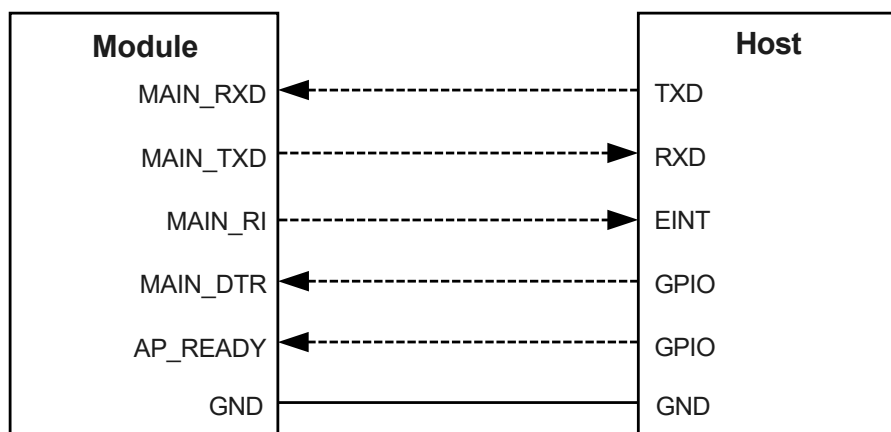 Module Host
MAIN_RXD TXD
MAIN_TXD RXD
MAIN_RI EINT
MAIN_DTR GPIO
AP_READY GPIO
GND GND